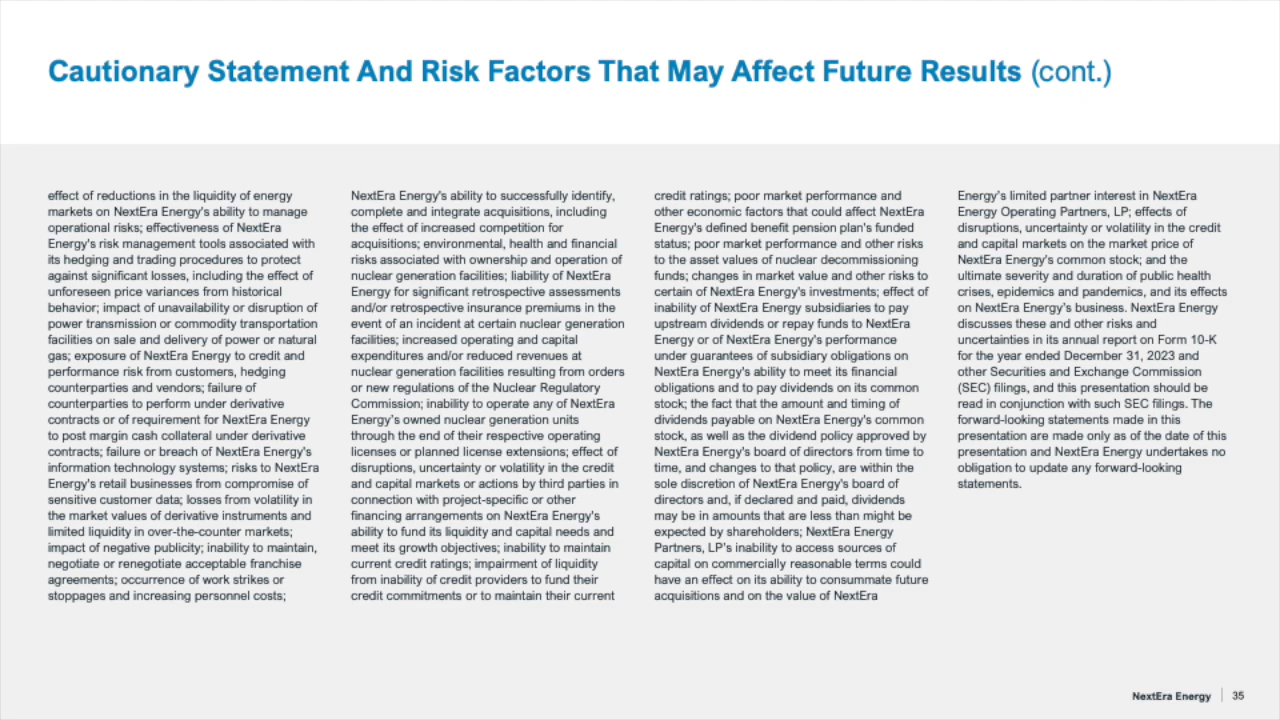 Cautionary Statement And Risk Factors That May Affect Future Results (cont.)
effect of reductions in the liquidity of energy
markets on NextEra Energy's ability to manage
operational risks; effectiveness of NextEra
Energy's risk management tools associated with
its hedging and trading procedures to protect
against significant losses, including the effect of
unforeseen price variances from historical
behavior; impact of unavailability or disruption of
power transmission or commodity transportation
facilities on sale and delivery of power or natural
gas; exposure of NextEra Energy to credit and
performance risk from customers, hedging
counterparties and vendors; failure of
counterparties to perform under derivative
contracts or of requirement for NextEra Energy
to post margin cash collateral under derivative
contracts; failure or breach of NextEra Energy's
information technology systems; risks to NextEra
Energy's retail businesses from compromise of
sensitive customer data; losses from volatility in
the market values of derivative instruments and
limited liquidity in over-the-counter markets;
impact of negative publicity; inability to maintain,
negotiate or renegotiate acceptable franchise
agreements; occurrence of work strikes or
stoppages and increasing personnel costs;
NextEra Energy's ability to successfully identify,
complete and integrate acquisitions, including
the effect of increased competition for
acquisitions; environmental, health and financial
risks associated with ownership and operation of
nuclear generation facilities; liability of NextEra
Energy for significant retrospective assessments
and/or retrospective insurance premiums in the
event of an incident at certain nuclear generation
facilities; increased operating and capital
expenditures and/or reduced revenues at
nuclear generation facilities resulting from orders
or new regulations of the Nuclear Regulatory
Commission; inability to operate any of NextEra
Energy's owned nuclear generation units
through the end of their respective operating
licenses or planned license extensions; effect of
disruptions, uncertainty or volatility in the credit
and capital markets or actions by third parties in
connection with project-specific or other
financing arrangements on NextEra Energy's
ability to fund its liquidity and capital needs and
meet its growth objectives; inability to maintain
current credit ratings; impairment of liquidity
from inability of credit providers to fund their
credit commitments or to maintain their current
credit ratings; poor market performance and
other economic factors that could affect NextEra
Energy's defined benefit pension plan's funded
status; poor market performance and other risks
to the asset values of nuclear decommissioning
funds; changes in market value and other risks to
certain of NextEra Energy's investments; effect of
inability of NextEra Energy subsidiaries to pay
upstream dividends or repay funds to NextEra
Energy or of NextEra Energy's performance
under guarantees of subsidiary obligations on
NextEra Energy's ability to meet its financial
obligations and to pay dividends on its common
stock; the fact that the amount and timing of
dividends payable on NextEra Energy's common
stock, as well as the dividend policy approved by
NextEra Energy's board of directors from time to
time, and changes to that policy, are within the
sole discretion of NextEra Energy's board of
directors and, if declared and paid, dividends
may be in amounts that are less than might be
expected by shareholders; NextEra Energy
Partners, LP's inability to access sources of
capital on commercially reasonable terms could
have an effect on its ability to consummate future
acquisitions and on the value of NextEra
Energy's limited partner interest in NextEra
Energy Operating Partners, LP; effects of
disruptions, uncertainty or volatility in the credit
and capital markets on the market price of
NextEra Energy's common stock; and the
ultimate severity and duration of public health
crises, epidemics and pandemics, and its effects
on NextEra Energy's business. NextEra Energy
discusses these and other risks and
uncertainties in its annual report on Form 10-K
for the year ended December 31, 2023 and
other Securities and Exchange Commission
(SEC) filings, and this presentation should be
read in conjunction with such SEC filings. The
forward-looking statements made in this
presentation are made only as of the date of this
presentation and NextEra Energy undertakes no
obligation to update any forward-looking
statements.
NextEra Energy 35